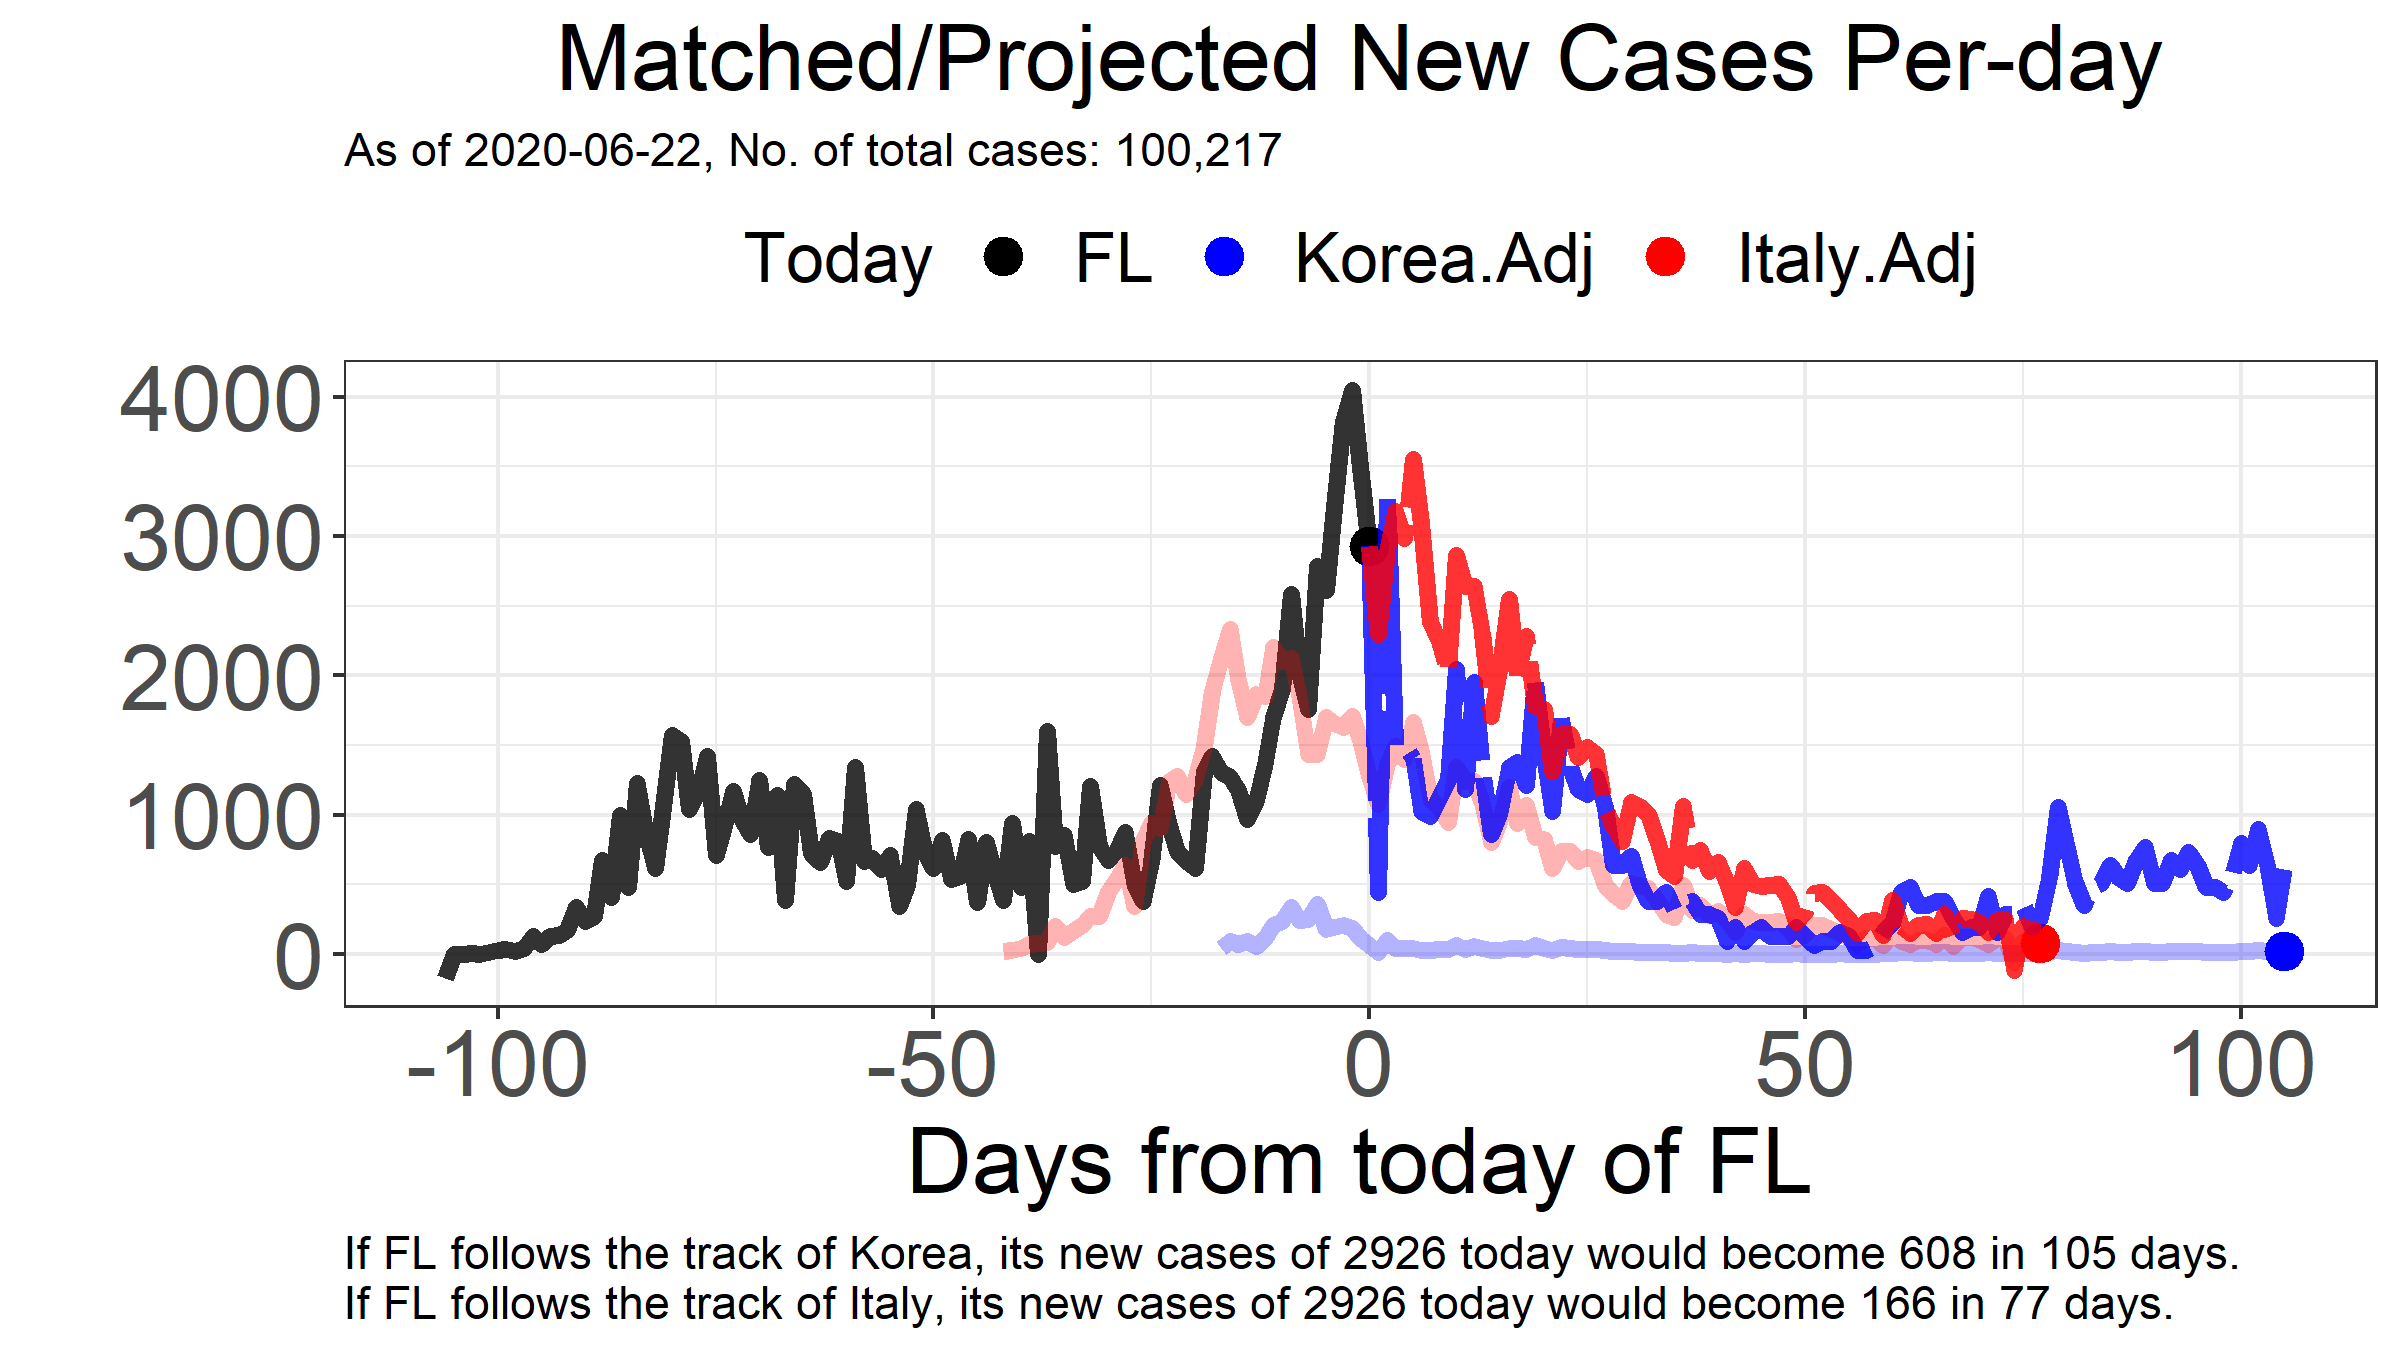 Matched/Projected New Cases Per-day
As of 2020-06-22, No. of total cases: 100,217
Today FL Korea.Adj Italy.Adj
4000
3000
2000
1000
0
-100 -50 0 50 100
Days from today of FL
If FL follows the track of Korea, its new cases of 2926 today would become 608 in 105 days.
If FL follows the track of Italy, its new cases of 2926 today would become 166 in 77 days.